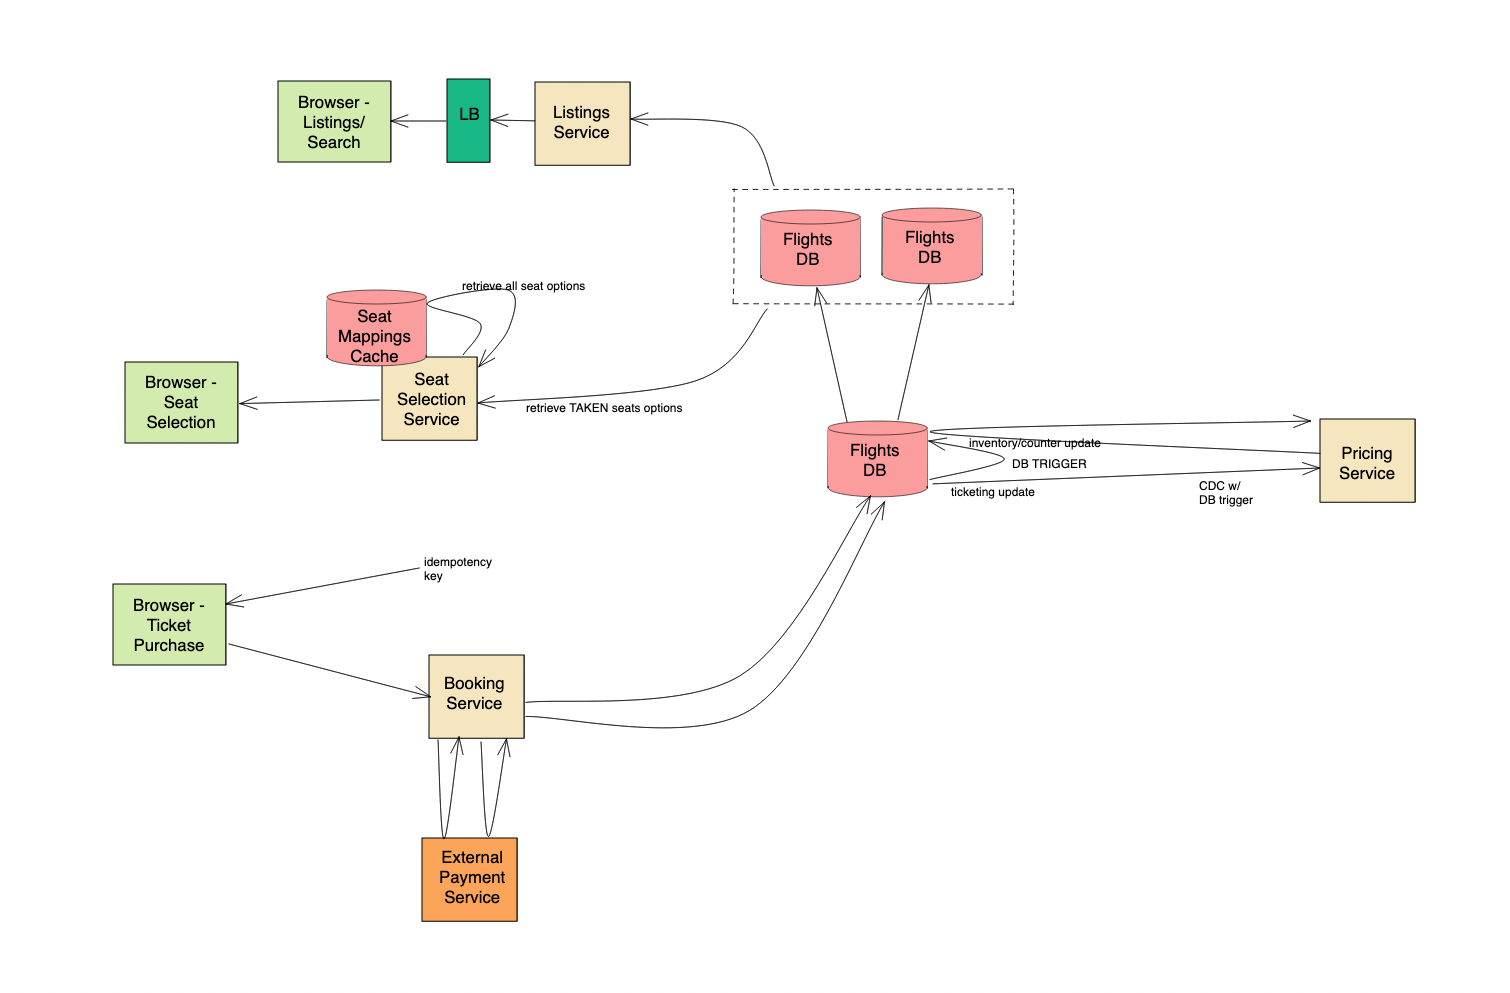 Browser -
Listings/
Search
LB
Listings
Service
Flights
DB
Flights
DB
retrieve all seat options
Seat
Mappings
Cache
Browser -
Seat
Selection
Seat
Selection
Service
retrieve TAKEN seats options
Flights
DB
inventory/counter update
DB TRIGGER
ticketing update
CDC w/
DB trigger
Pricing
Service
idempotency
key
Browser -
Ticket
Purchase
Booking
Service
External
Payment
Service